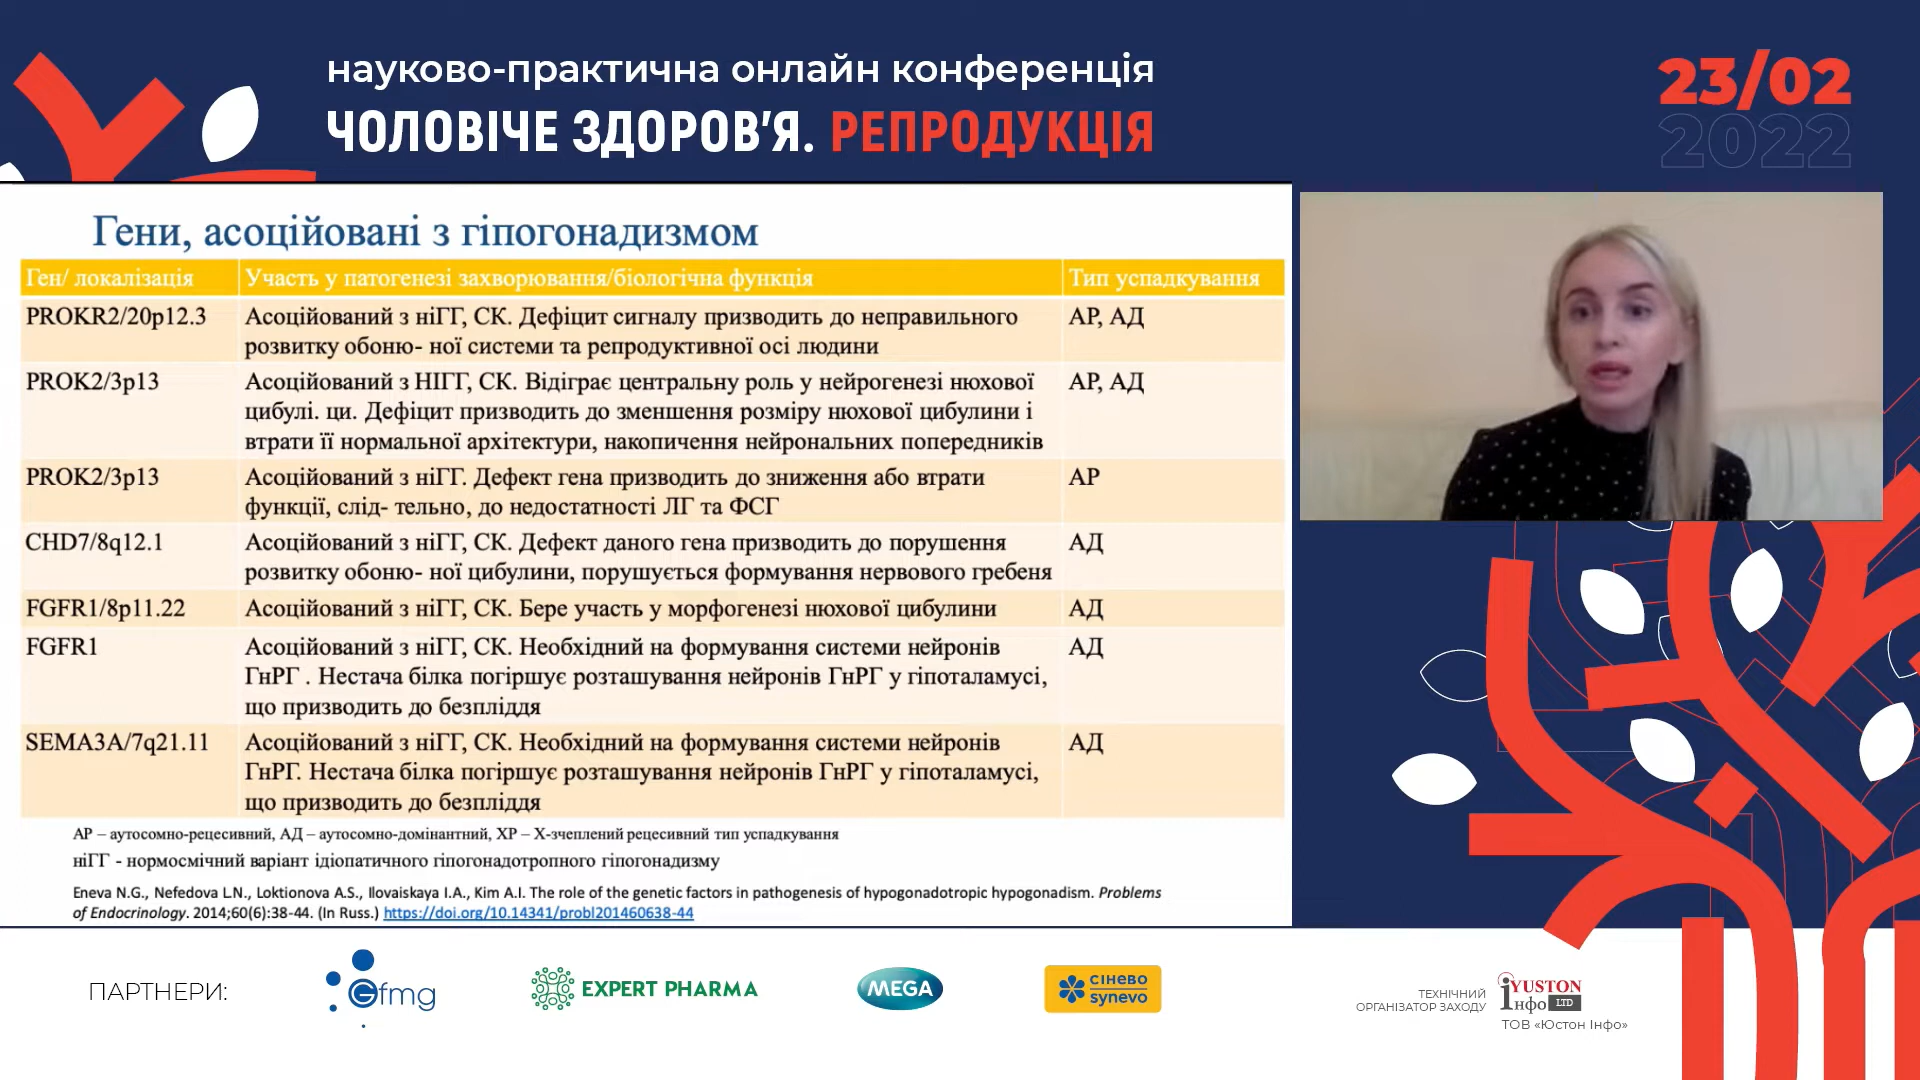 науково-практична онлайн конференція
ЧОЛОВІЧЕ ЗДОРОВ'Я. РЕПРОДУКЦІЯ
23/02
2022
Гени, асоційовані з гіпогонадизмом
Ген/ локалізація
Участь у патогенезі захворювання/біологічна функція
Тип успадкування
PROKR2/20p12.3
Асоційований з ніГГ, СК. Дефіцит сигналу призводить до неправильного
розвитку обоню- ної системи та репродуктивної осі людини
АР, АД
PROK2/3p13
Асоційований з НІГГ, СК. Відіграє центральну роль у нейрогенезі нюхової
цибулі. ци. Дефіцит призводить до зменшення розміру нюхової цибулини і
втрати її нормальної архітектури, накопичення нейрональних попередників
АР, АД
PROK2/3p13
Асоційований з ніГГ. Дефект гена призводить до зниження або втрати
функції, слід- тельно, до недостатності ЛГ та ФСГ
АР
CHD7/8q12.1
Асоційований з ніГГ, СК. Дефект даного гена призводить до порушення
розвитку обоню- ної цибулини, порушується формування нервового гребеня
АД
FGFR1/8p11.22
Асоційований з ніГГ, СК. Бере участь у морфогенезі нюхової цибулини
АД
FGFR1
Асоційований з ніГГ, СК. Необхідний на формування системи нейронів
ГнРГ . Нестача білка погіршує розташування нейронів ГнРГ у гіпоталамусі,
що призводить до безпліддя
АД
SEMA3A/7q21.11
Асоційований з ніГГ, СК. Необхідний на формування системи нейронів
ГнРГ. Нестача білка погіршує розташування нейронів ГнРГ у гіпоталамусі,
що призводить до безпліддя
АД
АР – аутосомно-рецесивний, АД – аутосомно-домінантний, ХР – Х-зчеплений рецесивний тип успадкування
ніГГ - нормосмічний варіант ідіопатичного гіпогонадотропного гіпогонадизму
Eneva N.G., Nefedova L.N., Loktionova A.S., Ilovaiskaya I.A., Kim A.I. The role of the genetic factors in pathogenesis of hypogonadotropic hypogonadism. Problems
of Endocrinology. 2014;60(6):38-44. (In Russ.) https://doi.org/10.14341/probl201460638-44
ПАРТНЕРИ:
Gfmg
EXPERT PHARMA
MEGA
сінево
synevo
ТЕХНІЧНИЙ
ОРГАНІЗАТОР ЗАХОДУ
iYUSTON
Інфо LTD
ТОВ «Юстон Інфо»